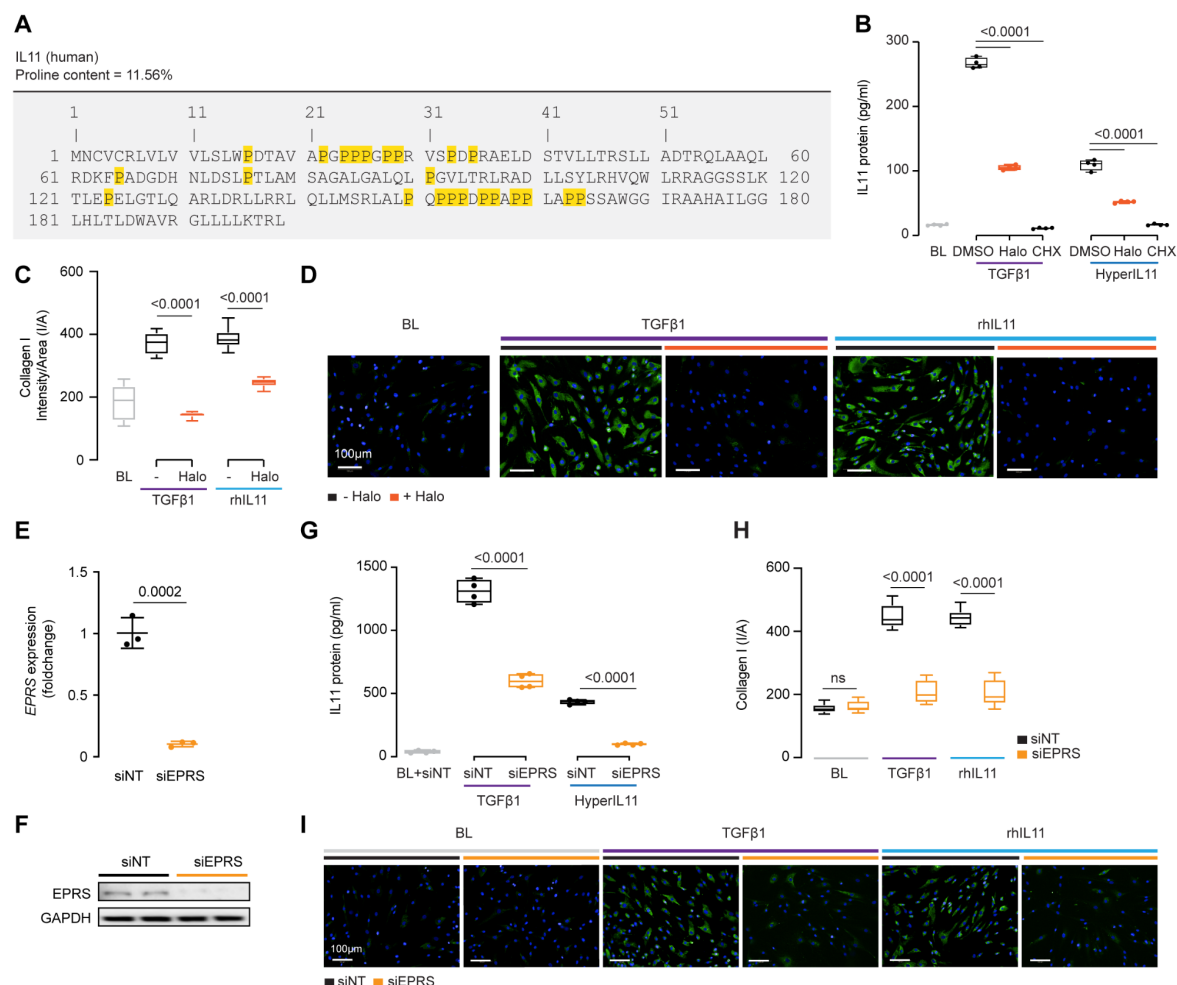 A
IL11 (human)
Proline content = 11.56%
1 11 21 31 41 51
| | | | | |
1 MNCVCRLVLV VLSLWPDTAV APGPPPGPPR VSPDPRAELD STVLLTRSLL ADTRQLAAQL 60
61 RDKFPADGDH NLDSLPTLAM SAGALGALQL PGVLTRLRAD LLSYLRHVQW LRRAGGSSLK 120
121 TLEPELGTLQ ARLDRLLRRL QLLMSRLALP QPPPDPPAPP LAPPSSAWGG IRAAHAILGG 180
181 LHLTLDWAVR GLLLLKTRL
B
IL11 protein (pg/ml)
300
200
100
0
<0.0001
<0.0001
BL DMSO Halo CHX DMSO Halo CHX
TGFβ1 HyperIL11
C
Collagen I
Intensity/Area (I/A)
600
400
200
0
<0.0001 <0.0001
BL - Halo - Halo
TGFβ1 rhIL11
D
BL TGFβ1 rhIL11
100µm
- Halo + Halo
E
EPRS expression
(foldchange)
1.5
1
0.5
0
0.0002
siNT siEPRS
F
siNT siEPRS
EPRS
GAPDH
G
IL11 protein (pg/ml)
1500
1000
500
0
<0.0001
<0.0001
BL+siNT siNT siEPRS siNT siEPRS
TGFβ1 HyperIL11
H
Collagen I (I/A)
600
400
200
0
ns <0.0001 <0.0001
siNT
siEPRS
BL TGFβ1 rhIL11
I
BL TGFβ1 rhIL11
100µm
siNT siEPRS